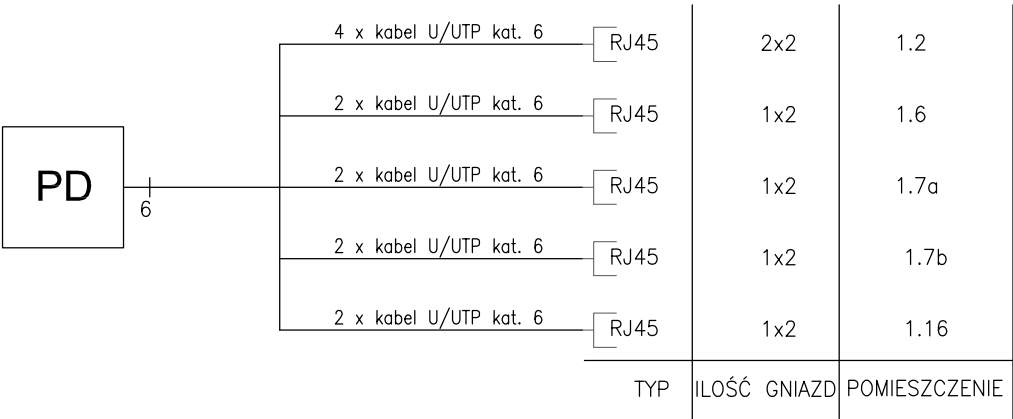 4 x kabel U/UTP kat. 6 RJ45 2x2 1.2
2 x kabel U/UTP kat. 6 RJ45 1x2 1.6
PD 6 2 x kabel U/UTP kat. 6 RJ45 1x2 1.7a
2 x kabel U/UTP kat. 6 RJ45 1x2 1.7b
2 x kabel U/UTP kat. 6 RJ45 1x2 1.16
TYP ILOŚĆ GNIAZD POMIESZCZENIE